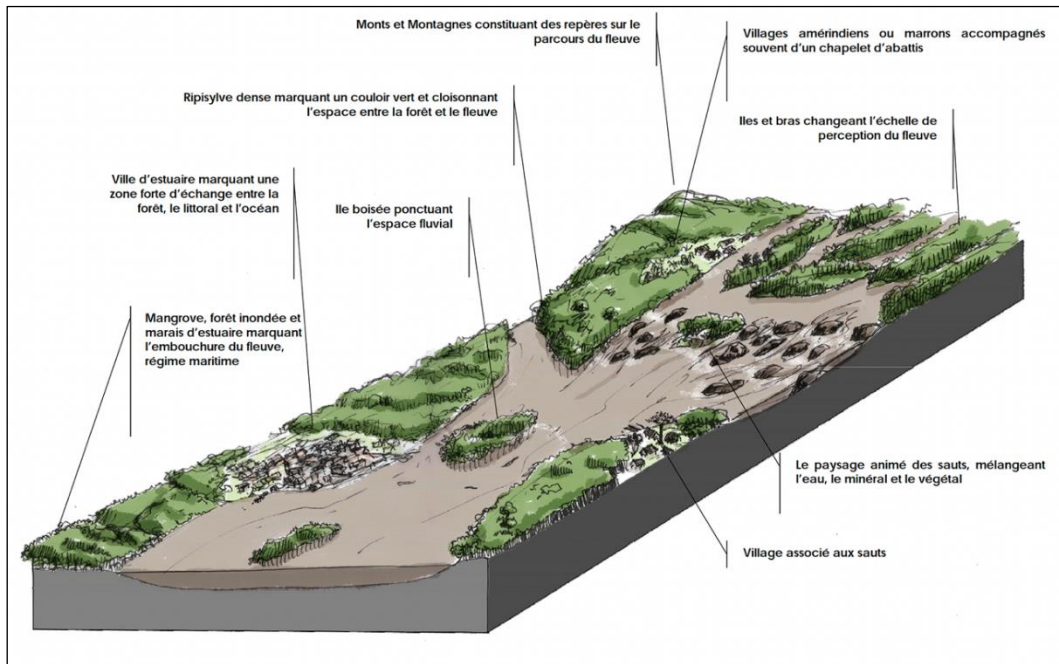 Monts et Montagnes constituant des repères sur le
parcours du fleuve
Villages amérindiens ou marrons accompagnés
souvent d'un chapelet d'abattis
Ripisylve dense marquant un couloir vert et cloisonnant
l'espace entre la forêt et le fleuve
Iles et bras changeant l'échelle de
perception du fleuve
Ville d'estuaire marquant une
zone forte d'échange entre la
forêt, le littoral et l'océan
Ile boisée ponctuant
l'espace fluvial
Mangrove, forêt inondée et
marais d'estuaire marquant
l'embouchure du fleuve,
régime maritime
Le paysage animé des sauts, mélangeant
l'eau, le minéral et le végétal
Village associé aux sauts